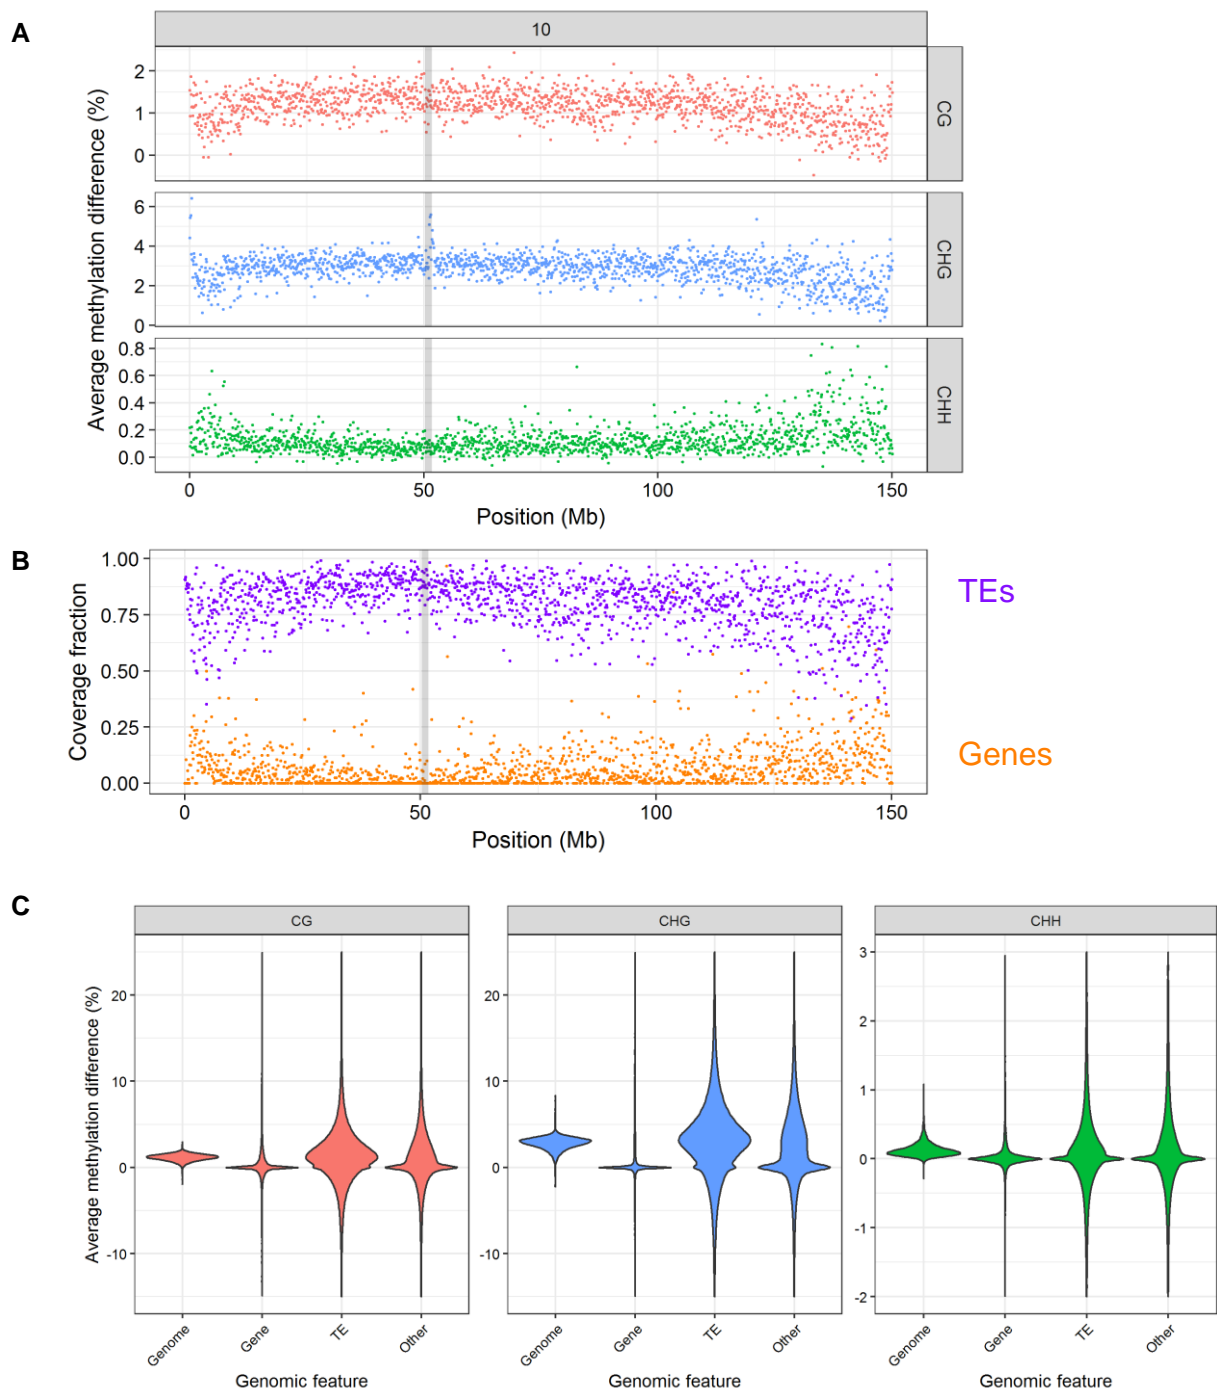 A
10
Average methylation difference (%)
2
1
0
CG
6
4
2
0
CHG
0.8
0.6
0.4
0.2
0.0
CHH
0 50 100 150
Position (Mb)
B
Coverage fraction
1.00
0.75
0.50
0.25
0.00
TEs
Genes
0 50 100 150
Position (Mb)
C
Average methylation difference (%)
CG
20
10
0
-10
Genome Gene TE Other
Genomic feature
CHG
20
10
0
-10
Genome Gene TE Other
Genomic feature
CHH
3
2
1
0
-1
-2
Genome Gene TE Other
Genomic feature